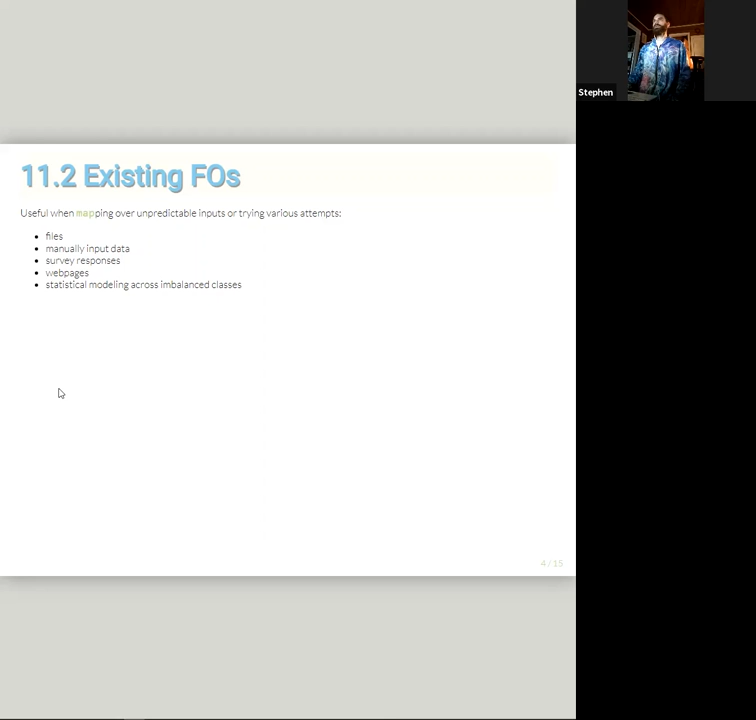 Stephen
11.2 Existing FOs
Useful when mapping over unpredictable inputs or trying various attempts:
files
manually input data
survey responses
webpages
statistical modeling across imbalanced classes
4 / 15